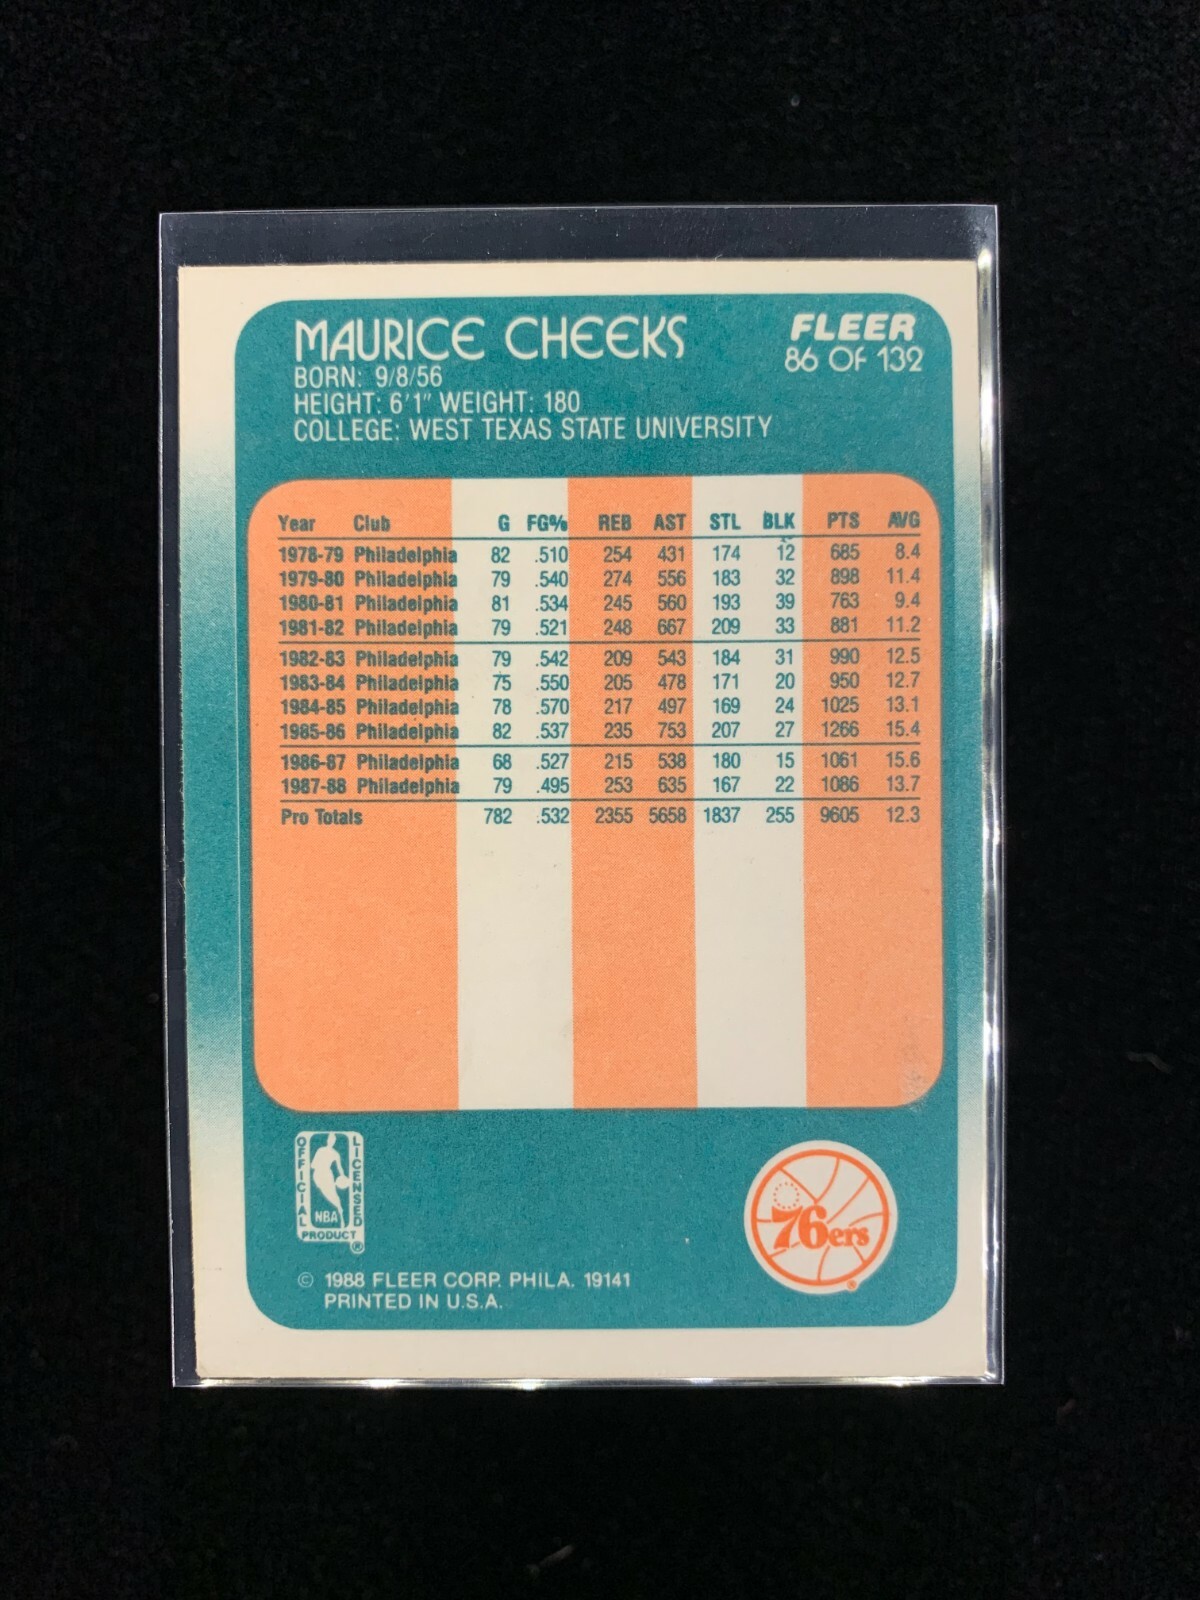 MAURICE CHEEKS
FLEER
86 OF 132
BORN: 9/8/56
HEIGHT: 6'1" WEIGHT: 180
COLLEGE: WEST TEXAS STATE UNIVERSITY
Year Club G FG% REB AST STL BLK PTS AVG
1978-79 Philadelphia 82 .510 254 431 174 12 685 8.4
1979-80 Philadelphia 79 .540 274 556 183 32 898 11.4
1980-81 Philadelphia 81 .534 245 560 193 39 763 9.4
1981-82 Philadelphia 79 .521 248 667 209 33 881 11.2
1982-83 Philadelphia 79 .542 209 543 184 31 990 12.5
1983-84 Philadelphia 75 .550 205 478 171 20 950 12.7
1984-85 Philadelphia 78 .570 217 497 169 24 1025 13.1
1985-86 Philadelphia 82 .537 235 753 207 27 1266 15.4
1986-87 Philadelphia 68 .527 215 538 180 15 1061 15.6
1987-88 Philadelphia 79 .495 253 635 167 22 1086 13.7
Pro Totals 782 .532 2355 5658 1837 255 9605 12.3
OFFICIAL
LICENSED
NBA
PRODUCT
®
76ers
®
© 1988 FLEER CORP. PHILA. 19141
PRINTED IN U.S.A.